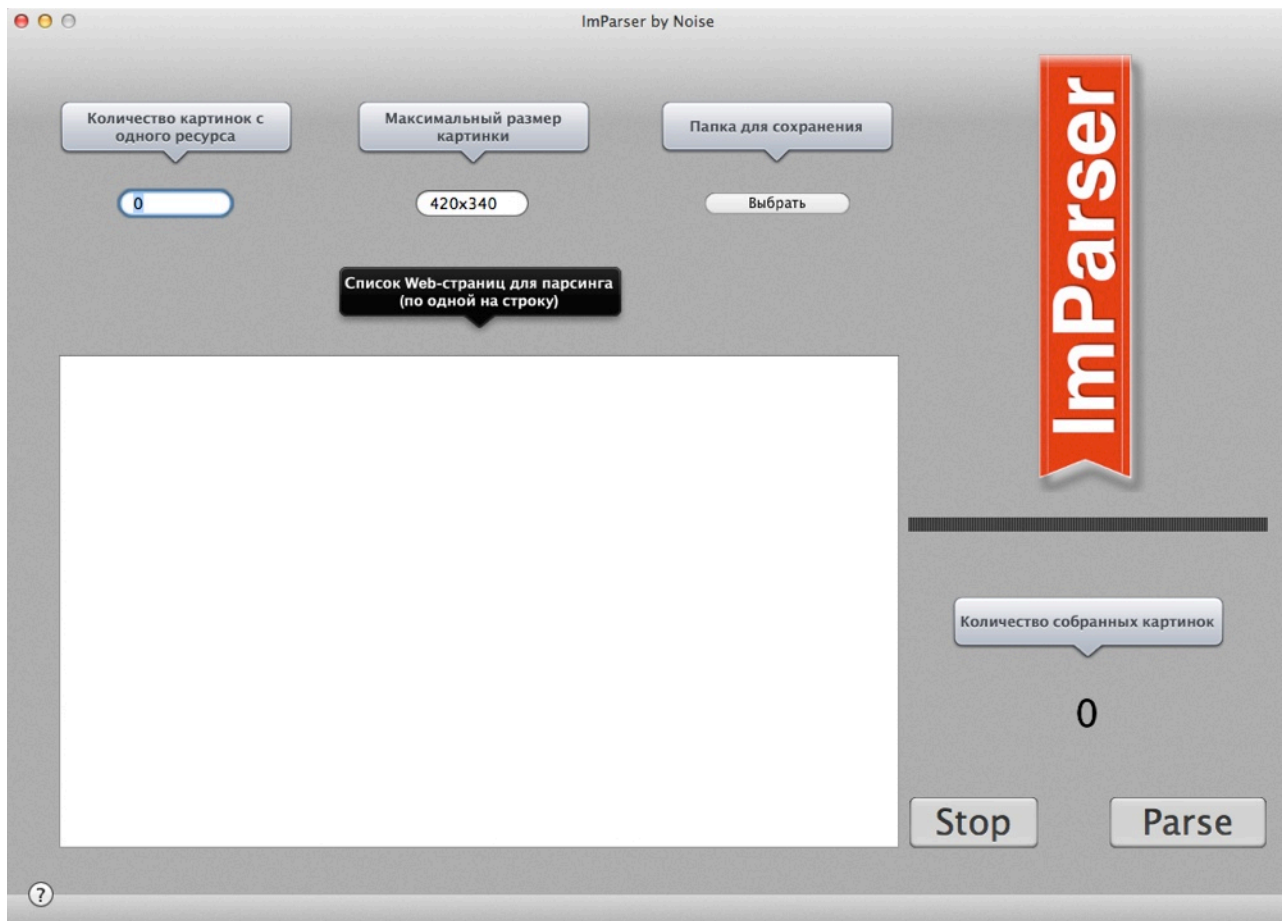 ImParser by Noise
Количество картинок с
одного ресурса
Максимальный размер
картинки
Папка для сохранения
0
420x340
Выбрать
Список Web-страниц для парсинга
(по одной на строку)
ImParser
Количество собранных картинок
0
Stop
Parse
?